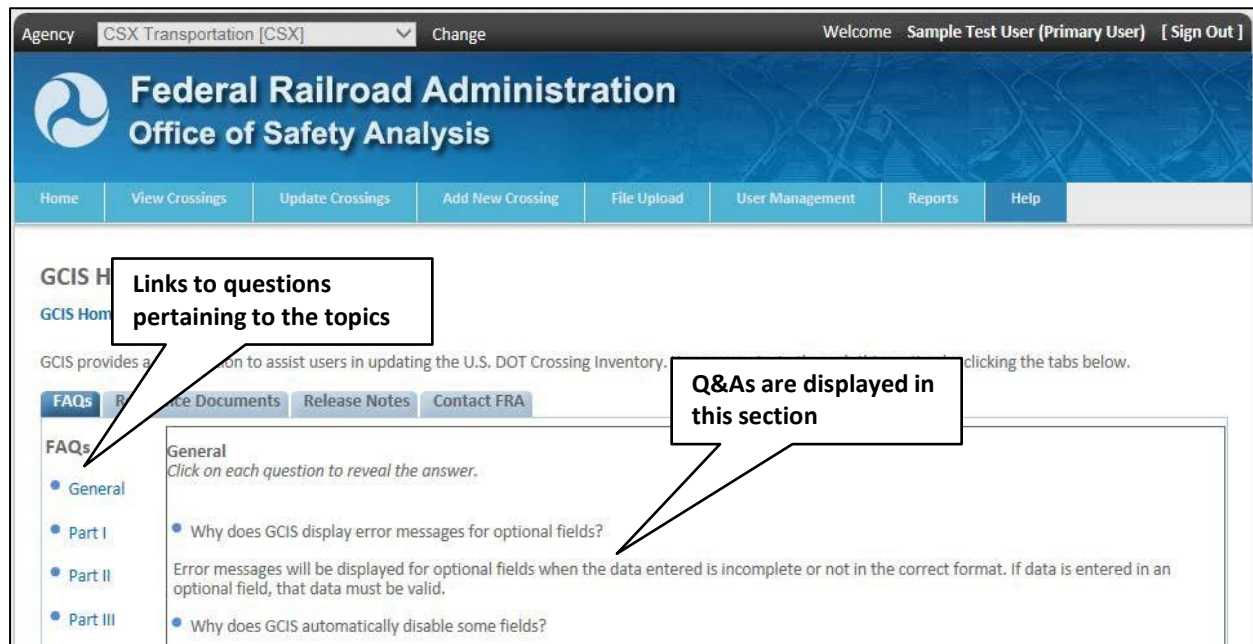 Agency CSX Transportation [CSX] Change Welcome Sample Test User (Primary User) [ Sign Out ]
Federal Railroad Administration
Office of Safety Analysis
Home View Crossings Update Crossings Add New Crossing File Upload User Management Reports Help
GCIS H
Links to questions
pertaining to the topics
GCIS Hom
GCIS provides a on to assist users in updating the U.S. DOT Crossing Inventory. clicking the tabs below.
Q&As are displayed in
this section
FAQs R ce Documents Release Notes Contact FRA
FAQs
General
Click on each question to reveal the answer.
• General
• Part I
• Part II
• Part III
• Why does GCIS display error messages for optional fields?
Error messages will be displayed for optional fields when the data entered is incomplete or not in the correct format. If data is entered in an
optional field, that data must be valid.
• Why does GCIS automatically disable some fields?